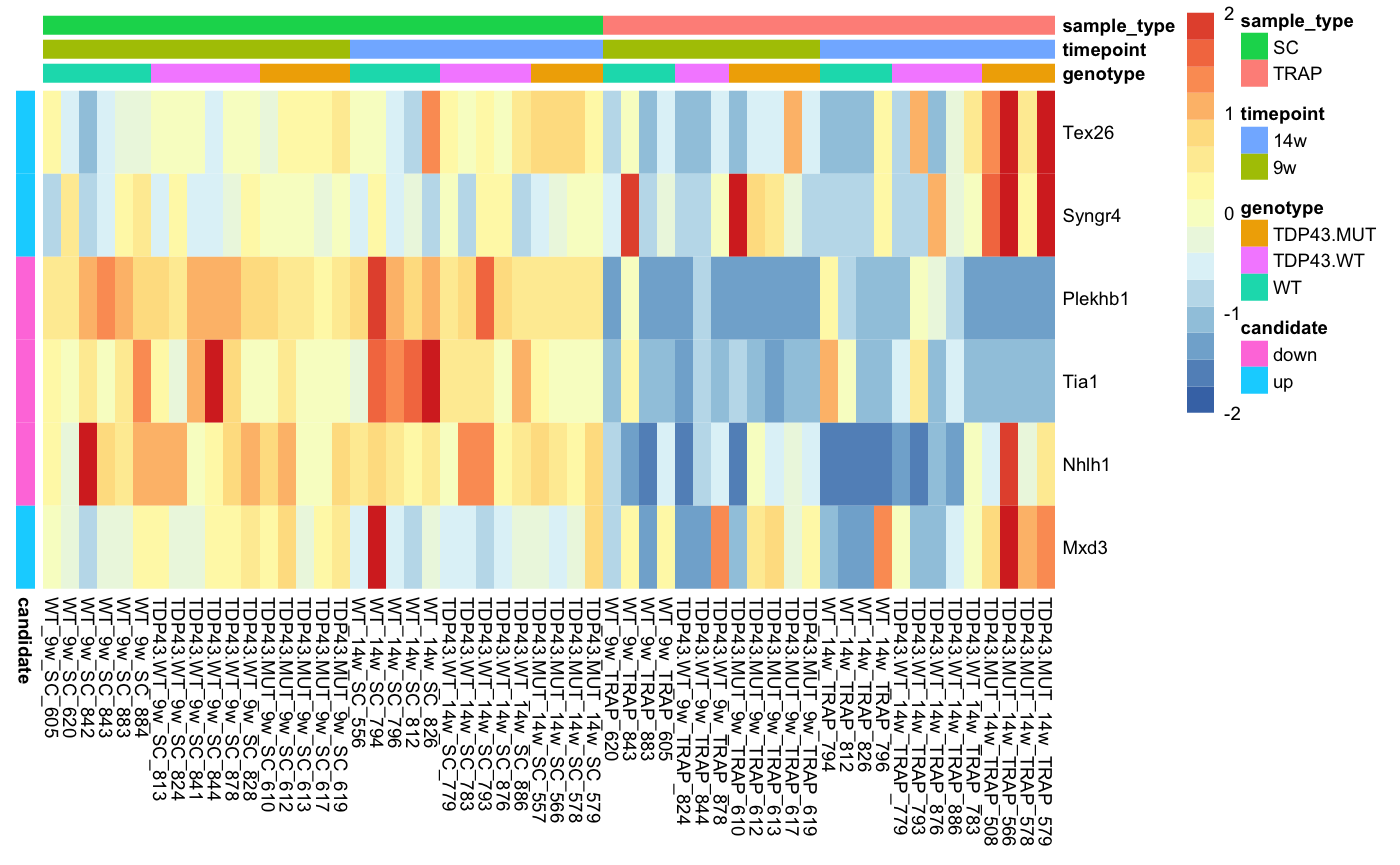 sample_type
timepoint
genotype
Tex26
Syngr4
Plekhb1
Tia1
Nhlh1
Mxd3
candidate
WT_9w_SC_605
WT_9w_SC_620
WT_9w_SC_842
WT_9w_SC_843
WT_9w_SC_883
WT_9w_SC_884
TDP43.WT_9w_SC_813
TDP43.WT_9w_SC_824
TDP43.WT_9w_SC_841
TDP43.WT_9w_SC_844
TDP43.WT_9w_SC_878
TDP43.WT_9w_SC_828
TDP43.MUT_9w_SC_610
TDP43.MUT_9w_SC_612
TDP43.MUT_9w_SC_613
TDP43.MUT_9w_SC_617
TDP43.MUT_9w_SC_619
WT_14w_SC_556
WT_14w_SC_794
WT_14w_SC_796
WT_14w_SC_812
WT_14w_SC_826
TDP43.WT_14w_SC_779
TDP43.WT_14w_SC_783
TDP43.WT_14w_SC_793
TDP43.WT_14w_SC_876
TDP43.WT_14w_SC_886
TDP43.MUT_14w_SC_557
TDP43.MUT_14w_SC_566
TDP43.MUT_14w_SC_578
TDP43.MUT_14w_SC_579
WT_9w_TRAP_620
WT_9w_TRAP_843
WT_9w_TRAP_883
WT_9w_TRAP_605
TDP43.WT_9w_TRAP_824
TDP43.WT_9w_TRAP_844
TDP43.WT_9w_TRAP_878
TDP43.MUT_9w_TRAP_610
TDP43.MUT_9w_TRAP_612
TDP43.MUT_9w_TRAP_613
TDP43.MUT_9w_TRAP_617
TDP43.MUT_9w_TRAP_619
WT_14w_TRAP_794
WT_14w_TRAP_812
WT_14w_TRAP_826
WT_14w_TRAP_796
TDP43.WT_14w_TRAP_779
TDP43.WT_14w_TRAP_793
TDP43.WT_14w_TRAP_876
TDP43.WT_14w_TRAP_886
TDP43.WT_14w_TRAP_783
TDP43.MUT_14w_TRAP_508
TDP43.MUT_14w_TRAP_566
TDP43.MUT_14w_TRAP_578
TDP43.MUT_14w_TRAP_579
2
1
0
-1
-2
sample_type
SC
TRAP
timepoint
14w
9w
genotype
TDP43.MUT
TDP43.WT
WT
candidate
down
up